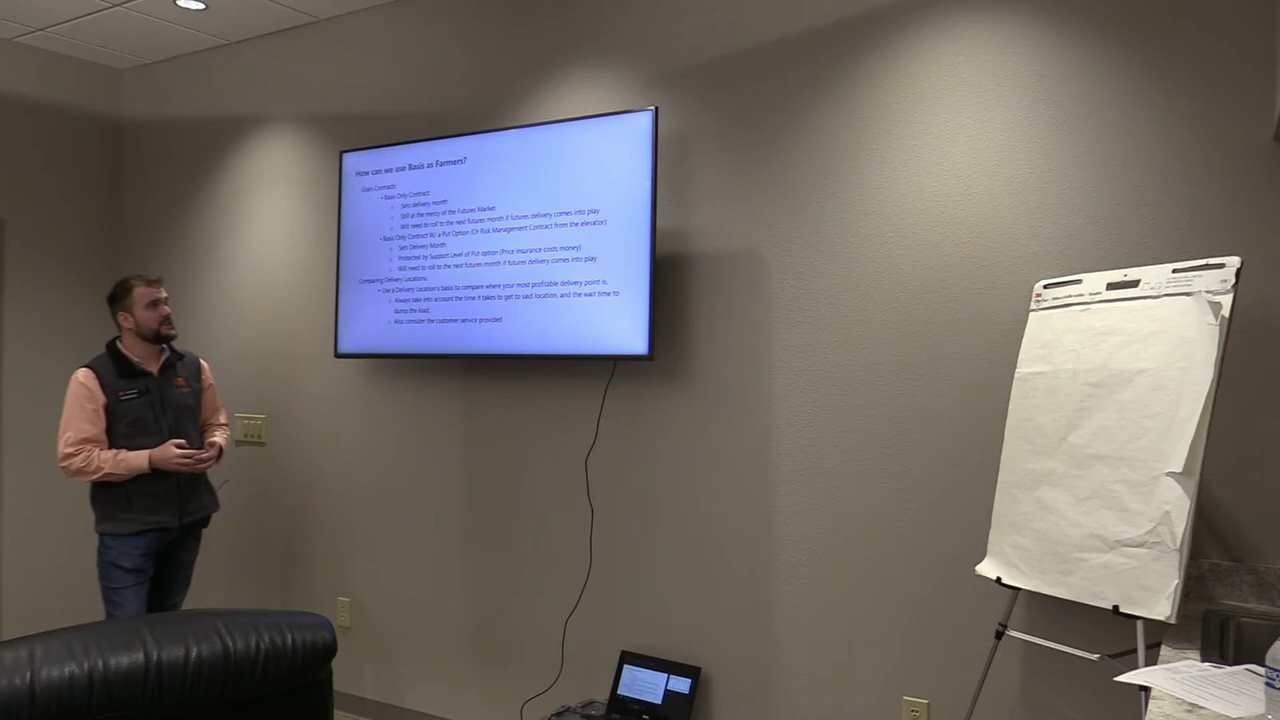 How can we use Basis as Farmers?
Grain Contracts:
• Basis Only Contract:
○ Sets delivery month
○ Still at the mercy of the Futures Market
○ Will need to roll to the next futures month if futures delivery comes into play
• Basis Only Contract W/ a Put Option (Or Risk Management Contract from the elevator)
○ Sets Delivery Month
○ Protected by Support Level of Put option (Price insurance costs money)
○ Will need to roll to the next futures month if futures delivery comes into play
Comparing Delivery Locations:
• Use a Delivery Location's basis to compare where your most profitable delivery point is.
○ Always take into account the time it takes to get to said location, and the wait time to
dump the load.
○ Also consider the customer service provided
3M